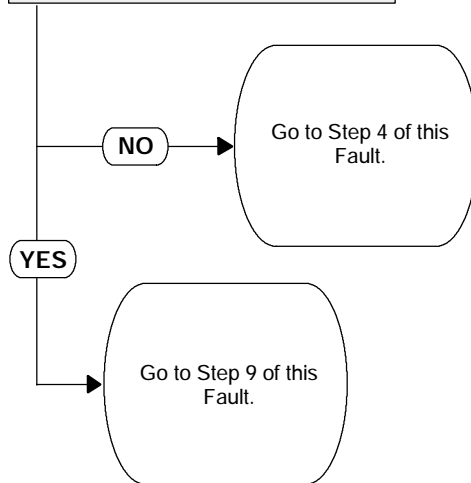 NO
Go to Step 4 of this
Fault.
YES
Go to Step 9 of this
Fault.